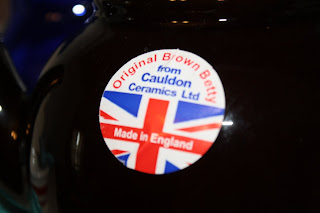 Original Brown Betty
from
Cauldon
Ceramics Ltd
Made in England